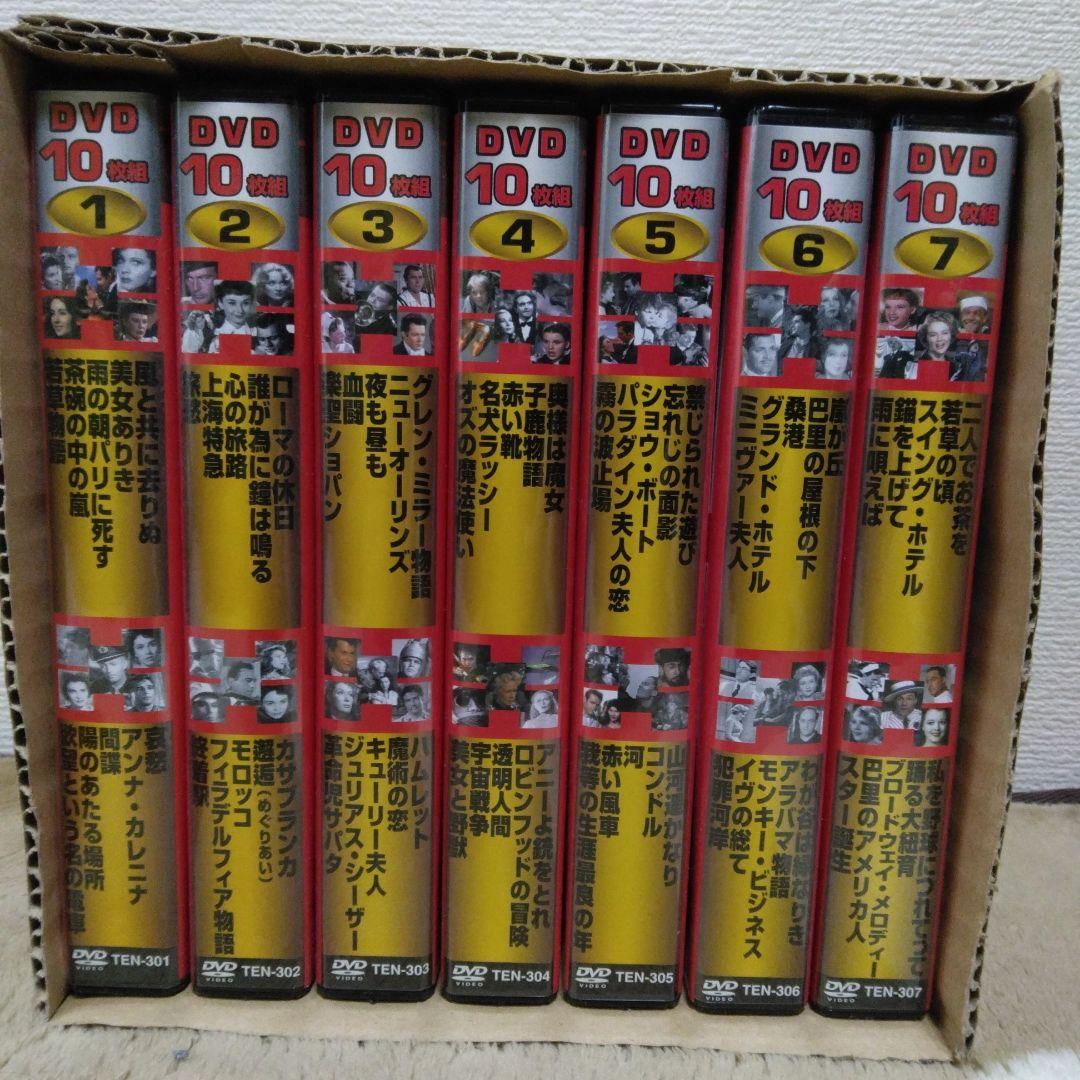 DVD
10枚組
1
風と共に去りぬ
美女ありき
雨の朝パリに死す
茶碗の中の嵐
若草物語
哀愁
アンナ・カレニナ
間諜
陽のあたる場所
欲望という名の電車
DVD
VIDEO
TEN-301
DVD
10枚組
2
ローマの休日
誰が為に鐘は鳴る
心の旅路
上海特急
旅愁
カサブランカ
邂逅(めぐりあい)
モロッコ
フィラデルフィア物語
終着駅
DVD
VIDEO
TEN-302
DVD
10枚組
3
グレン・ミラー物語
ニューオーリンズ
夜も昼も
血闘
楽聖ショパン
ハムレット
魔術の恋
キューリー夫人
ジュリアス・シーザー
革命児サパタ
DVD
VIDEO
TEN-303
DVD
10枚組
4
奥様は魔女
子鹿物語
赤い靴
名犬ラッシー
オズの魔法使い
アニーよ銃をとれ
ロビンフッドの冒険
透明人間
宇宙戦争
美女と野獣
DVD
VIDEO
TEN-304
DVD
10枚組
5
禁じられた遊び
忘れじの面影
ショウ・ボート
パラダイン夫人の恋
霧の波止場
山河遥かなり
コンドル
河
赤い風車
我等の生涯最良の年
DVD
VIDEO
TEN-305
DVD
10枚組
6
嵐が丘
巴里の屋根の下
桑港
グランド・ホテル
ミニヴァー夫人
わが谷は緑なりき
アラバマ物語
モンキー・ビジネス
イヴの総て
犯罪河岸
DVD
VIDEO
TEN-306
DVD
10枚組
7
二人でお茶を
若草の頃
スイング・ホテル
錨を上げて
雨に唄えば
私を野球につれてって
踊る大紐育
ブロードウェイ・メロディー
巴里のアメリカ人
スター誕生
DVD
VIDEO
TEN-307